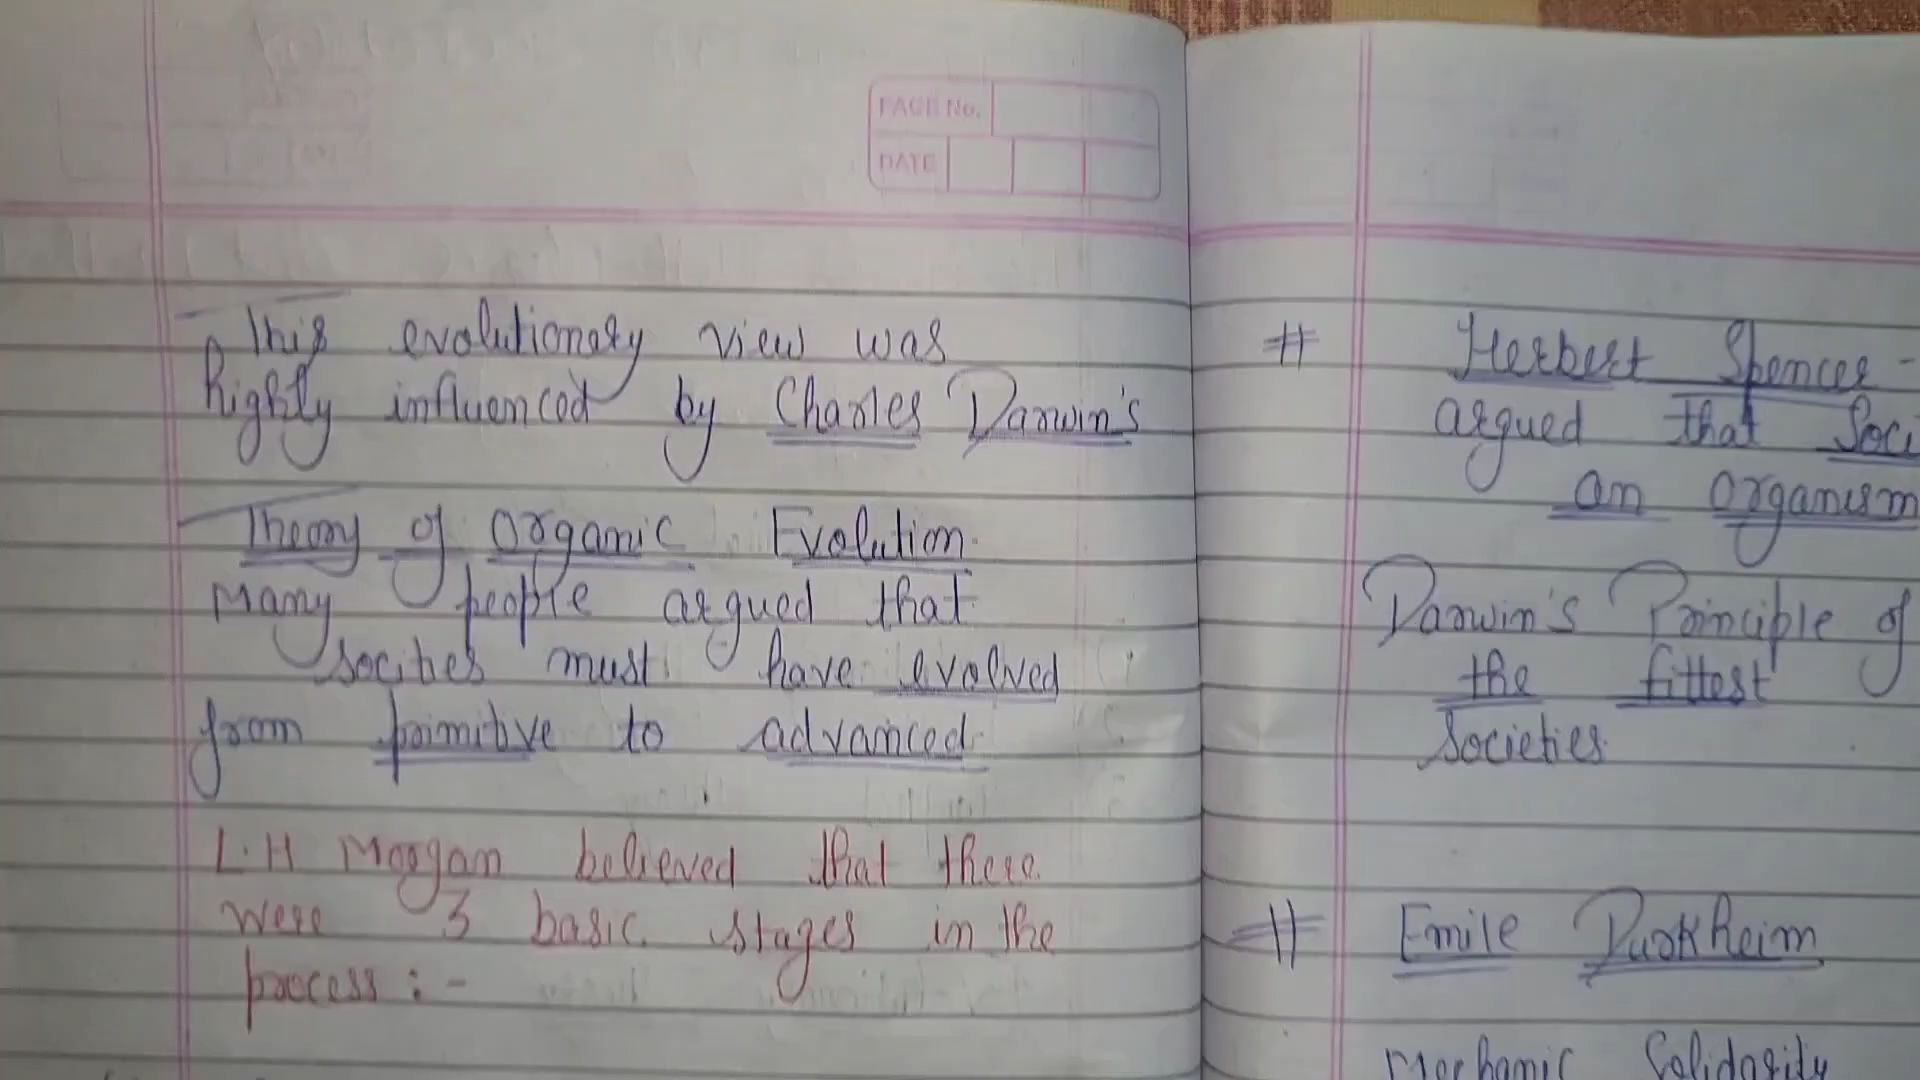 PAGE No.
DATE
This evolutionary view was
highly influenced by Charles Darwin's
Theory of Organic Evolution.
Many people argued that
socities must have evolved
from primitive to advanced.
L.H Morgan believed that there
were 3 basic stages in the
process :-
# Herbert Spencer -
argued that Soci
an organism
Darwin's Principle of
the fittest
Societies.
# Emile Durkheim
Mechanic Solidarity